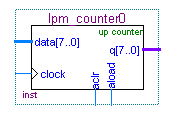 lpm_counter0
up counter
data[7..0]
q[7..0]
clock
aclr
aload
inst